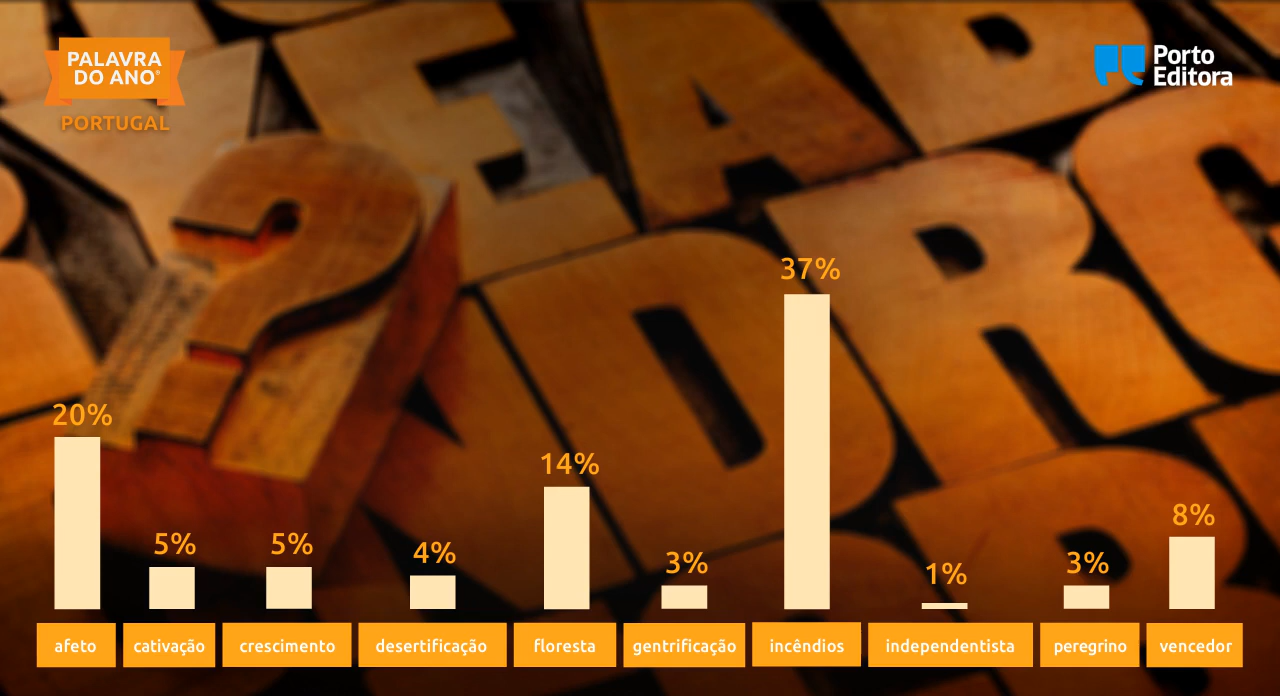 PALAVRA
DO ANO®
PORTUGAL
Porto
Editora
37%
20%
14%
8%
5%
5%
4%
3%
1%
3%
afeto
cativação
crescimento
desertificação
floresta
gentrificação
incêndios
independentista
peregrino
vencedor